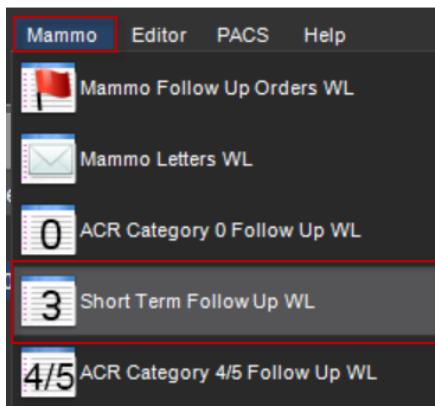 Mammo Editor PACS Help
Mammo Follow Up Orders WL
Mammo Letters WL
0 ACR Category 0 Follow Up WL
3 Short Term Follow Up WL
4/5 ACR Category 4/5 Follow Up WL